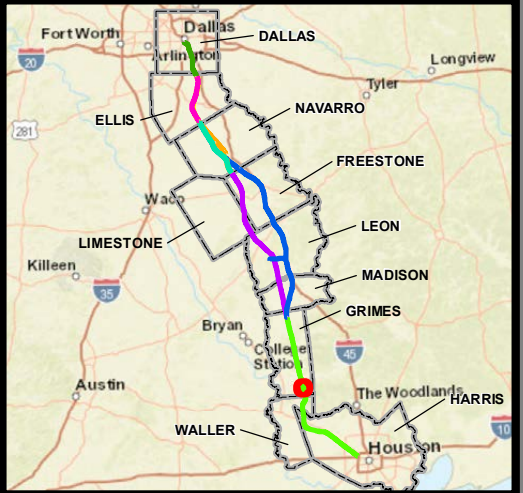 Dallas
Fort Worth
DALLAS
Arlington
Longview
20
Tyler
NAVARRO
ELLIS
281
FREESTONE
Waco
LEON
LIMESTONE
Killeen
MADISON
35
GRIMES
Bryan
College
Station
45
Austin
The Woodlands
HARRIS
WALLER
10
Houston